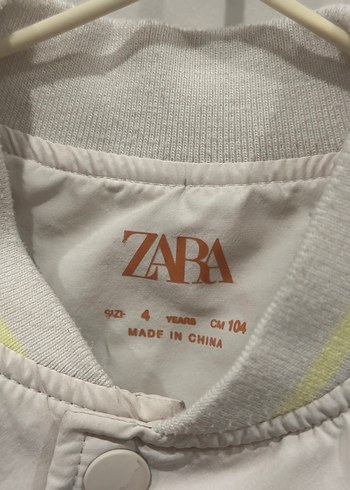 ZARA
SIZE 4 YEARS CM 104
MADE IN CHINA